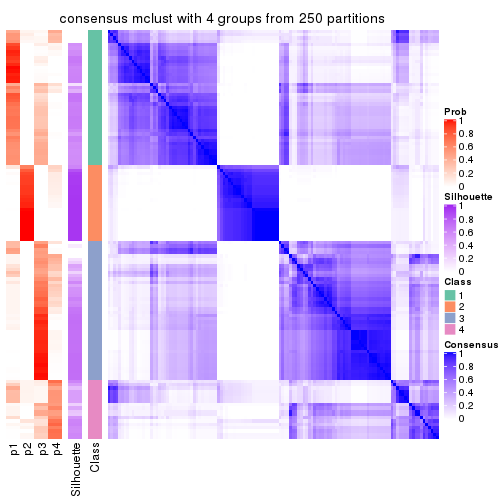 consensus mclust with 4 groups from 250 partitions
Prob
1
0.8
0.6
0.4
0.2
0
Silhouette
1
0.8
0.6
0.4
0.2
0
Class
1
2
3
4
Consensus
1
0.8
0.6
0.4
0.2
0
p1
p2
p3
p4
Silhouette
Class